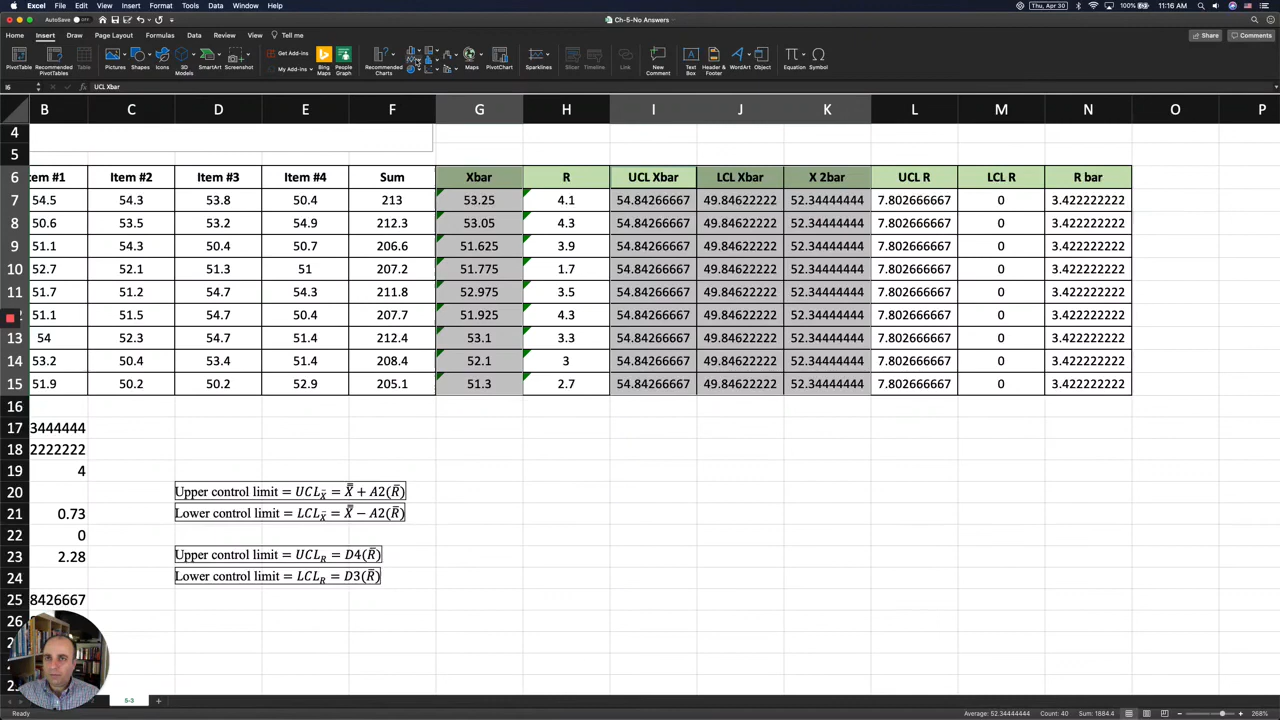 Excel File Edit View Insert Format Tools Data Window Help
Thu, Apr 30 100% 11:16 AM
AutoSave OFF Ch-5-No Answers
Home Insert Draw Page Layout Formulas Data Review View Tell me Share Comments
PivotTable Recommended PivotTables Table Pictures Shapes Icons 3D Models SmartArt Screenshot Get Add-ins My Add-ins Bing Maps People Graph Recommended Charts Maps PivotChart Sparklines Slicer Timeline Link New Comment Text Box Header & Footer WordArt Object Equation Symbol
I6 fx UCL Xbar
B C D E F G H I J K L M N O P
4
5
6 em #1 Item #2 Item #3 Item #4 Sum Xbar R UCL Xbar LCL Xbar X 2bar UCL R LCL R R bar
7 54.5 54.3 53.8 50.4 213 53.25 4.1 54.84266667 49.84622222 52.34444444 7.802666667 0 3.422222222
8 50.6 53.5 53.2 54.9 212.3 53.05 4.3 54.84266667 49.84622222 52.34444444 7.802666667 0 3.422222222
9 51.1 54.3 50.4 50.7 206.6 51.625 3.9 54.84266667 49.84622222 52.34444444 7.802666667 0 3.422222222
10 52.7 52.1 51.3 51 207.2 51.775 1.7 54.84266667 49.84622222 52.34444444 7.802666667 0 3.422222222
11 51.7 51.2 54.7 54.3 211.8 52.975 3.5 54.84266667 49.84622222 52.34444444 7.802666667 0 3.422222222
2 51.1 51.5 54.7 50.4 207.7 51.925 4.3 54.84266667 49.84622222 52.34444444 7.802666667 0 3.422222222
13 54 52.3 54.7 51.4 212.4 53.1 3.3 54.84266667 49.84622222 52.34444444 7.802666667 0 3.422222222
14 53.2 50.4 53.4 51.4 208.4 52.1 3 54.84266667 49.84622222 52.34444444 7.802666667 0 3.422222222
15 51.9 50.2 50.2 52.9 205.1 51.3 2.7 54.84266667 49.84622222 52.34444444 7.802666667 0 3.422222222
16
17 3444444
18 2222222
19 4
20 Upper control limit = UCL_X̄ = X̿ + A2(R̄)
21 0.73 Lower control limit = LCL_X̄ = X̿ − A2(R̄)
22 0
23 2.28 Upper control limit = UCL_R = D4(R̄)
24 Lower control limit = LCL_R = D3(R̄)
25 8426667
26
5-3
Ready Average: 52.34444444 Count: 40 Sum: 1884.4 268%